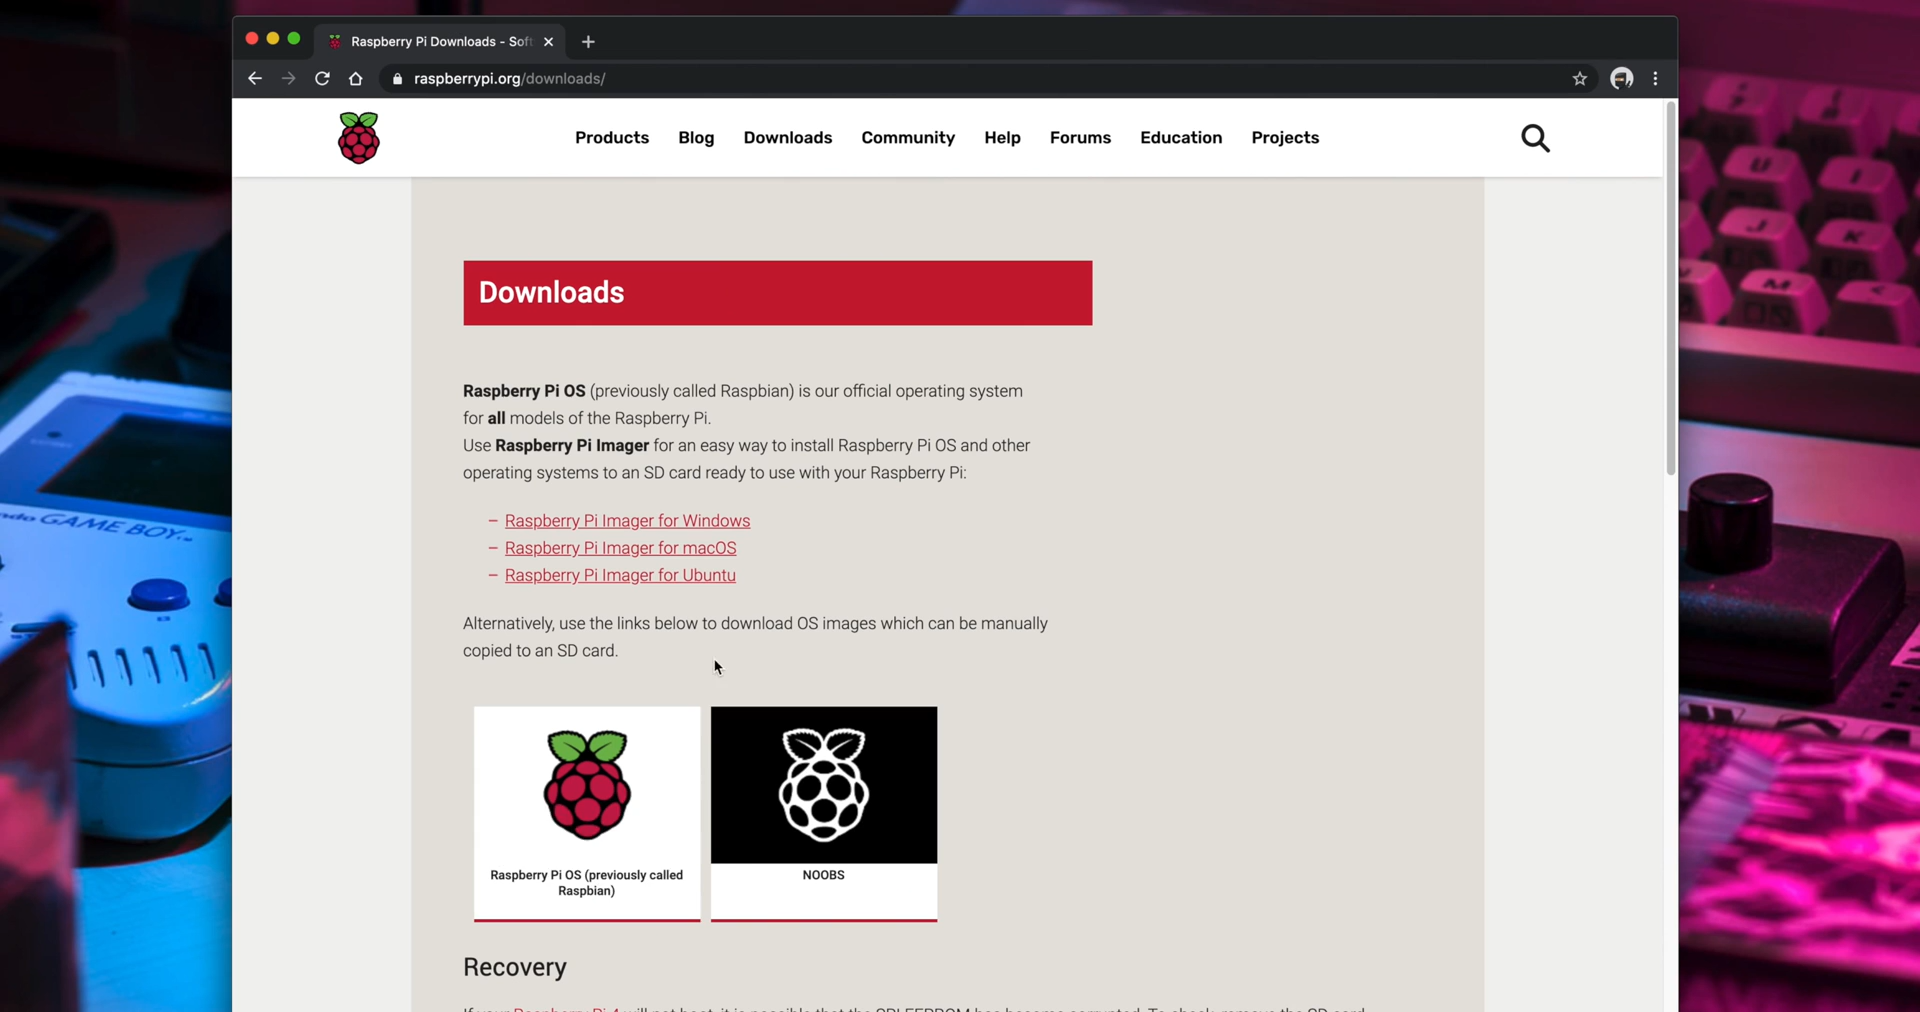 Raspberry Pi Downloads - Sof
raspberrypi.org/downloads/
Products Blog Downloads Community Help Forums Education Projects
Downloads
Raspberry Pi OS (previously called Raspbian) is our official operating system
for all models of the Raspberry Pi.
Use Raspberry Pi Imager for an easy way to install Raspberry Pi OS and other
operating systems to an SD card ready to use with your Raspberry Pi:
– Raspberry Pi Imager for Windows
– Raspberry Pi Imager for macOS
– Raspberry Pi Imager for Ubuntu
Alternatively, use the links below to download OS images which can be manually
copied to an SD card.
Raspberry Pi OS (previously called
Raspbian)
NOOBS
Recovery
GAME BOY
U
I
J
K
M